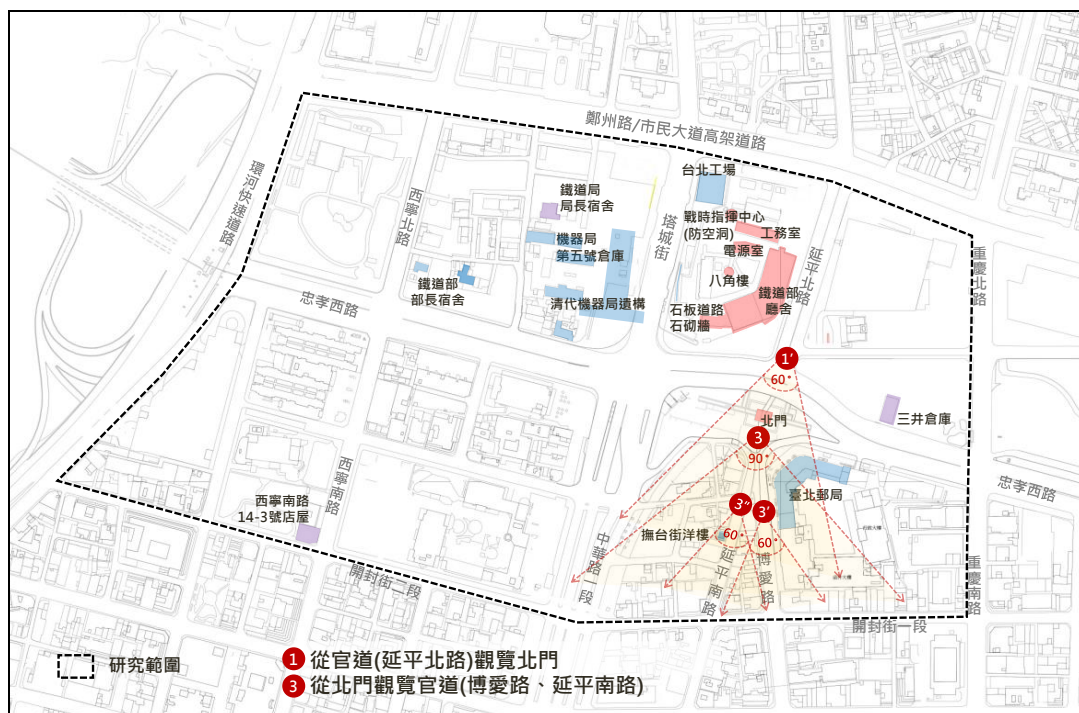 鄭州路/市民大道高架道路
環河快速道路
西寧北路
台北工場
鐵道局
局長宿舍
塔城街
戰時指揮中心
(防空洞)
工務室
延平北路
重慶北路
機器局
第五號倉庫
電源室
八角樓
鐵道部
部長宿舍
清代機器局遺構
石板道路
石砌牆
鐵道部
廳舍
忠孝西路
1’
60°
北門
三井倉庫
3
90°
忠孝西路
臺北郵局
西寧南路
西寧南路
14-3號店屋
3”
3’
撫台街洋樓
60°
60°
中華路一段
延平南路
博愛路
重慶南路
開封街二段
開封街一段
研究範圍
1 從官道(延平北路)觀覽北門
3 從北門觀覽官道(博愛路、延平南路)